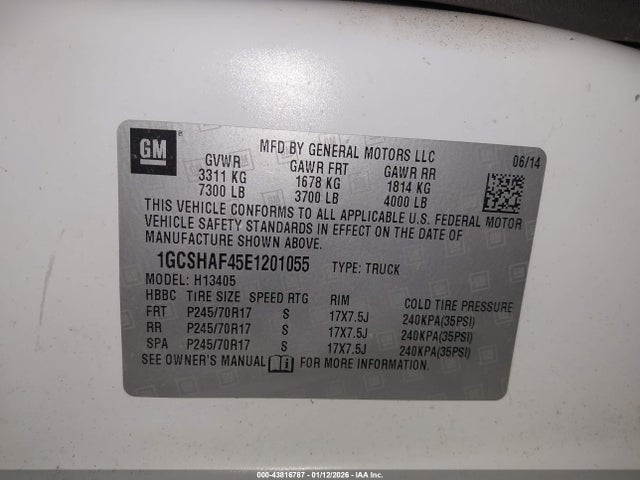 GM
MFD BY GENERAL MOTORS LLC
06/14
GVWR GAWR FRT GAWR RR
3311 KG 1678 KG 1814 KG
7300 LB 3700 LB 4000 LB
THIS VEHICLE CONFORMS TO ALL APPLICABLE U.S. FEDERAL MOTOR
VEHICLE SAFETY STANDARDS IN EFFECT ON THE DATE OF
MANUFACTURE SHOWN ABOVE.
1GCSHAF45E1201055 TYPE: TRUCK
MODEL: H13405
HBBC TIRE SIZE SPEED RTG RIM COLD TIRE PRESSURE
FRT P245/70R17 S 17X7.5J 240KPA(35PSI)
RR P245/70R17 S 17X7.5J 240KPA(35PSI)
SPA P245/70R17 S 17X7.5J 240KPA(35PSI)
SEE OWNER'S MANUAL i FOR MORE INFORMATION.
000-43816787 - 01/12/2026 - IAA Inc.